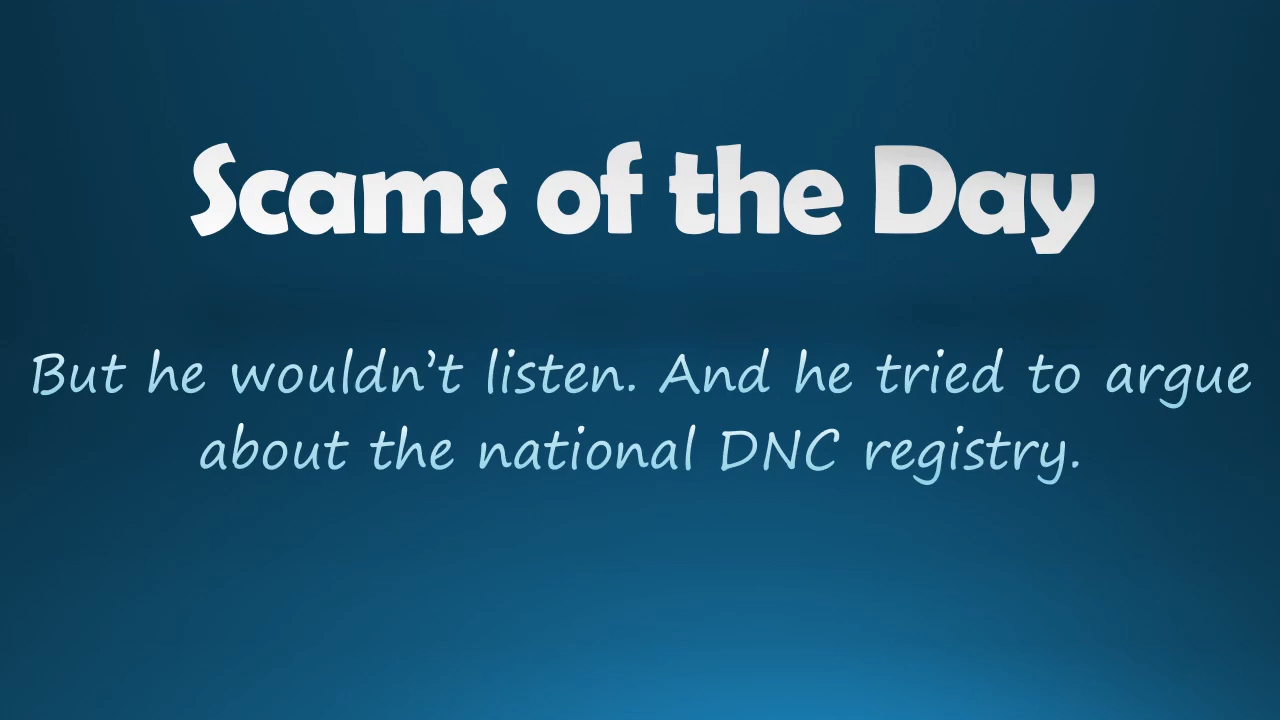 Scams of the Day
But he wouldn’t listen. And he tried to argue
about the national DNC registry.